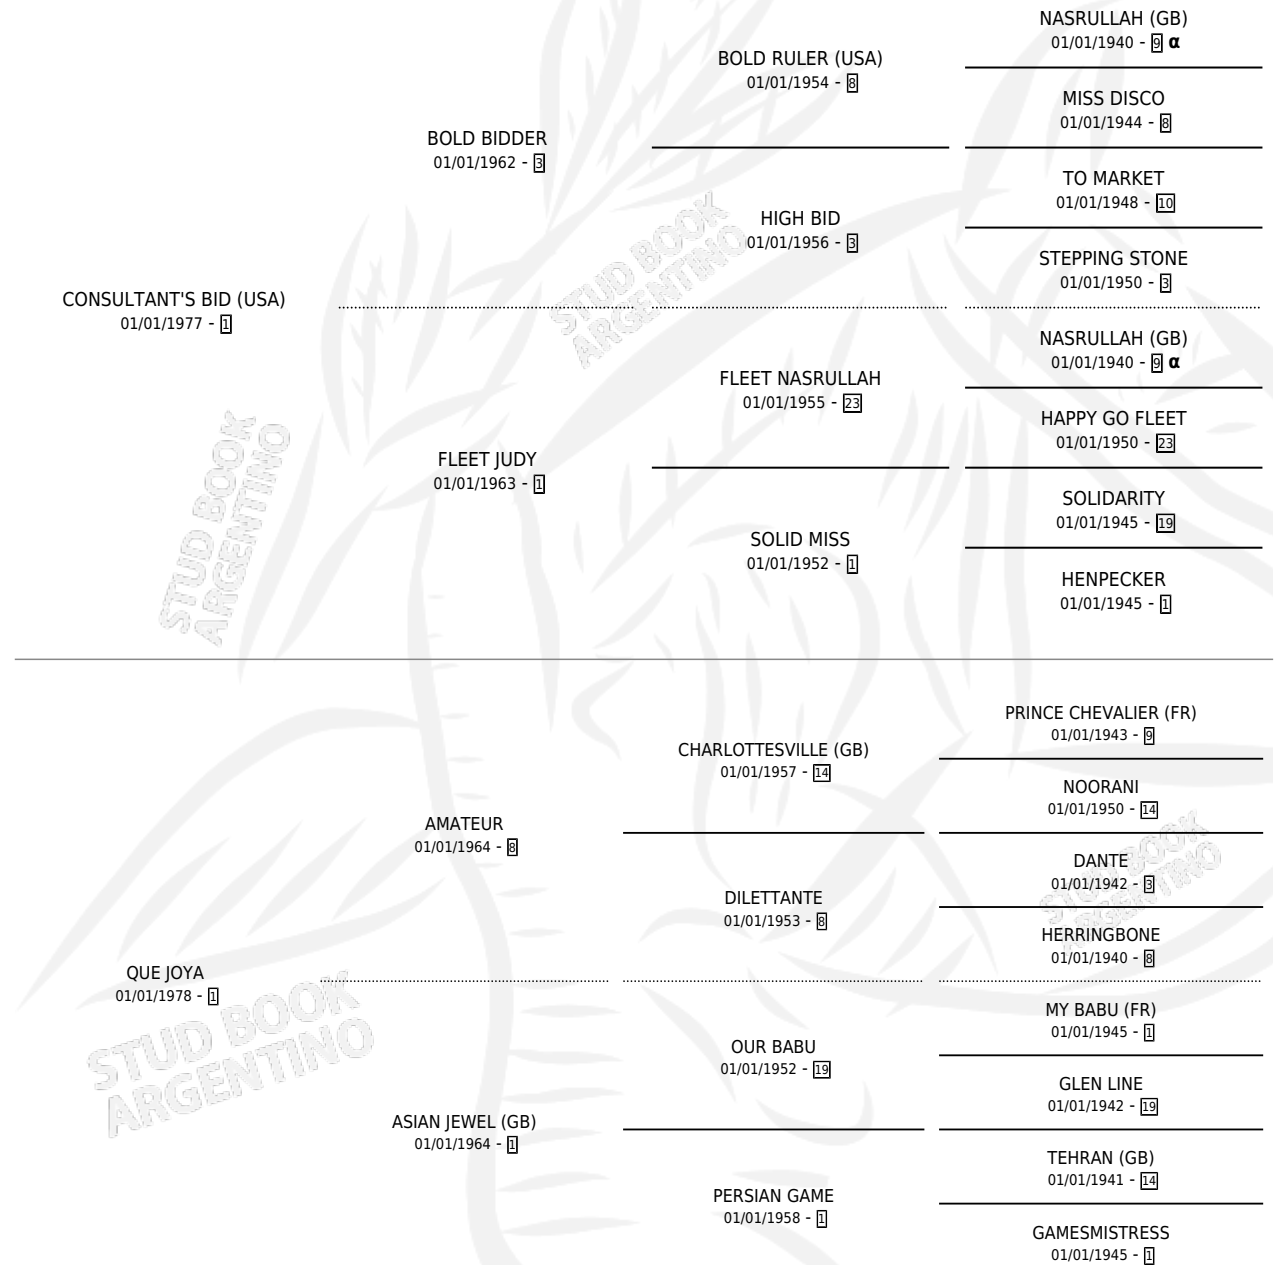 NASRULLAH (GB)
01/01/1940 - 9 α
BOLD RULER (USA)
01/01/1954 - 8
MISS DISCO
01/01/1944 - 8
BOLD BIDDER
01/01/1962 - 3
TO MARKET
01/01/1948 - 10
HIGH BID
01/01/1956 - 3
STEPPING STONE
01/01/1950 - 3
CONSULTANT'S BID (USA)
01/01/1977 - 1
NASRULLAH (GB)
01/01/1940 - 9 α
FLEET NASRULLAH
01/01/1955 - 23
HAPPY GO FLEET
01/01/1950 - 23
FLEET JUDY
01/01/1963 - 1
SOLIDARITY
01/01/1945 - 19
SOLID MISS
01/01/1952 - 1
HENPECKER
01/01/1945 - 1
PRINCE CHEVALIER (FR)
01/01/1943 - 9
CHARLOTTESVILLE (GB)
01/01/1957 - 14
NOORANI
01/01/1950 - 14
AMATEUR
01/01/1964 - 8
DANTE
01/01/1942 - 3
DILETTANTE
01/01/1953 - 8
HERRINGBONE
01/01/1940 - 8
QUE JOYA
01/01/1978 - 1
MY BABU (FR)
01/01/1945 - 1
OUR BABU
01/01/1952 - 19
GLEN LINE
01/01/1942 - 19
ASIAN JEWEL (GB)
01/01/1964 - 1
TEHRAN (GB)
01/01/1941 - 14
PERSIAN GAME
01/01/1958 - 1
GAMESMISTRESS
01/01/1945 - 1
STUD BOOK
ARGENTINO
STUD BOOK
ARGENTINO
STUD BOOK
ARGENTINO
STUD BOOK
ARGENTINO